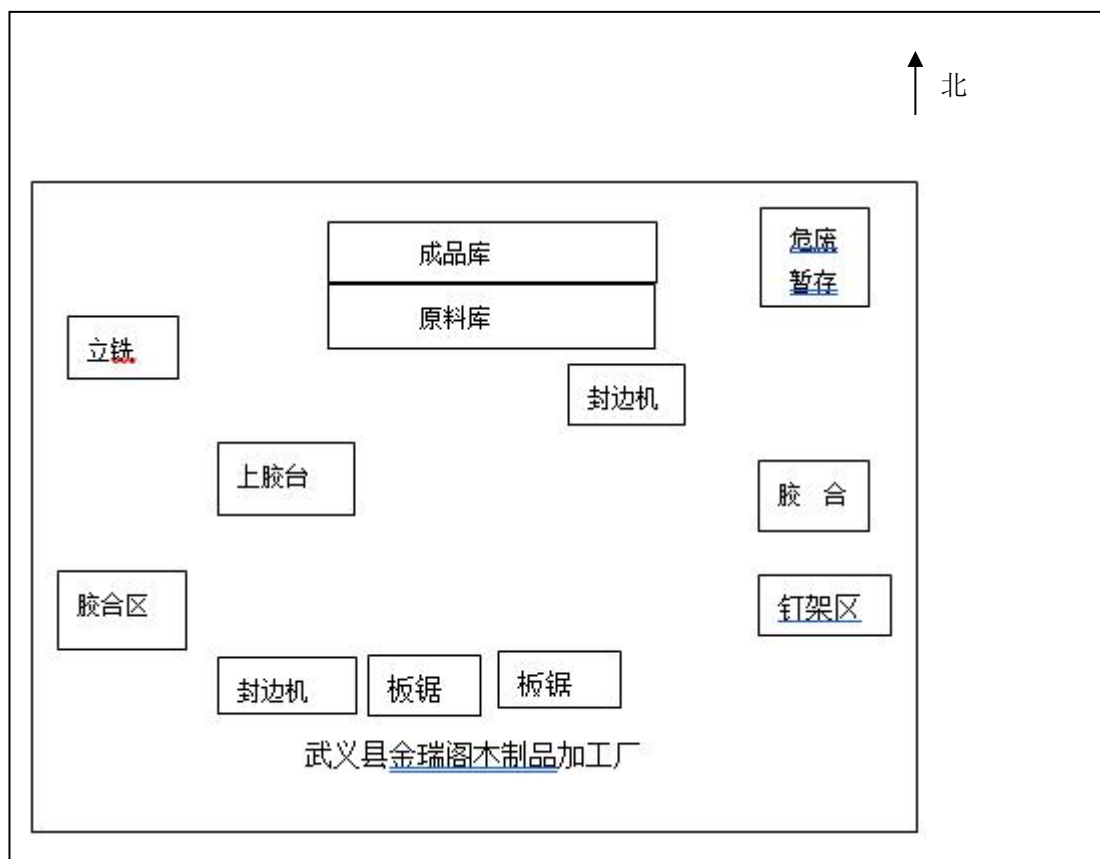 北
成品库
危废
暂存
原料库
立铣
封边机
上胶台
胶 合
胶合区
钉架区
封边机
板锯
板锯
武义县金瑞阁木制品加工厂